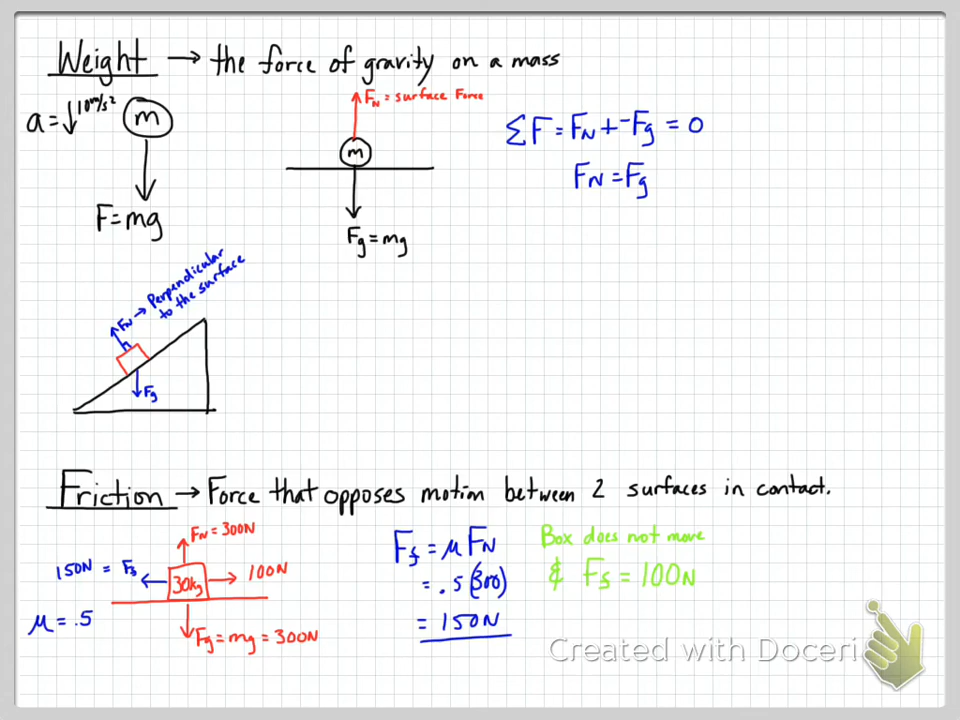 Weight → the force of gravity on a mass
a = ↓10m/s²
m
F=mg
FN = surface Force
m
Fg = mg
ΣF = FN + -Fg = 0
FN = Fg
FN → Perpendicular
to the surface
Fg
Friction → Force that opposes motion between 2 surfaces in contact.
FN = 300N
150N = Fs
30kg
100N
μ = .5
Fg = mg = 300N
Ff = μ FN
= .5(300)
= 150N
Box does not move
& Fs = 100N
Created with Doceri